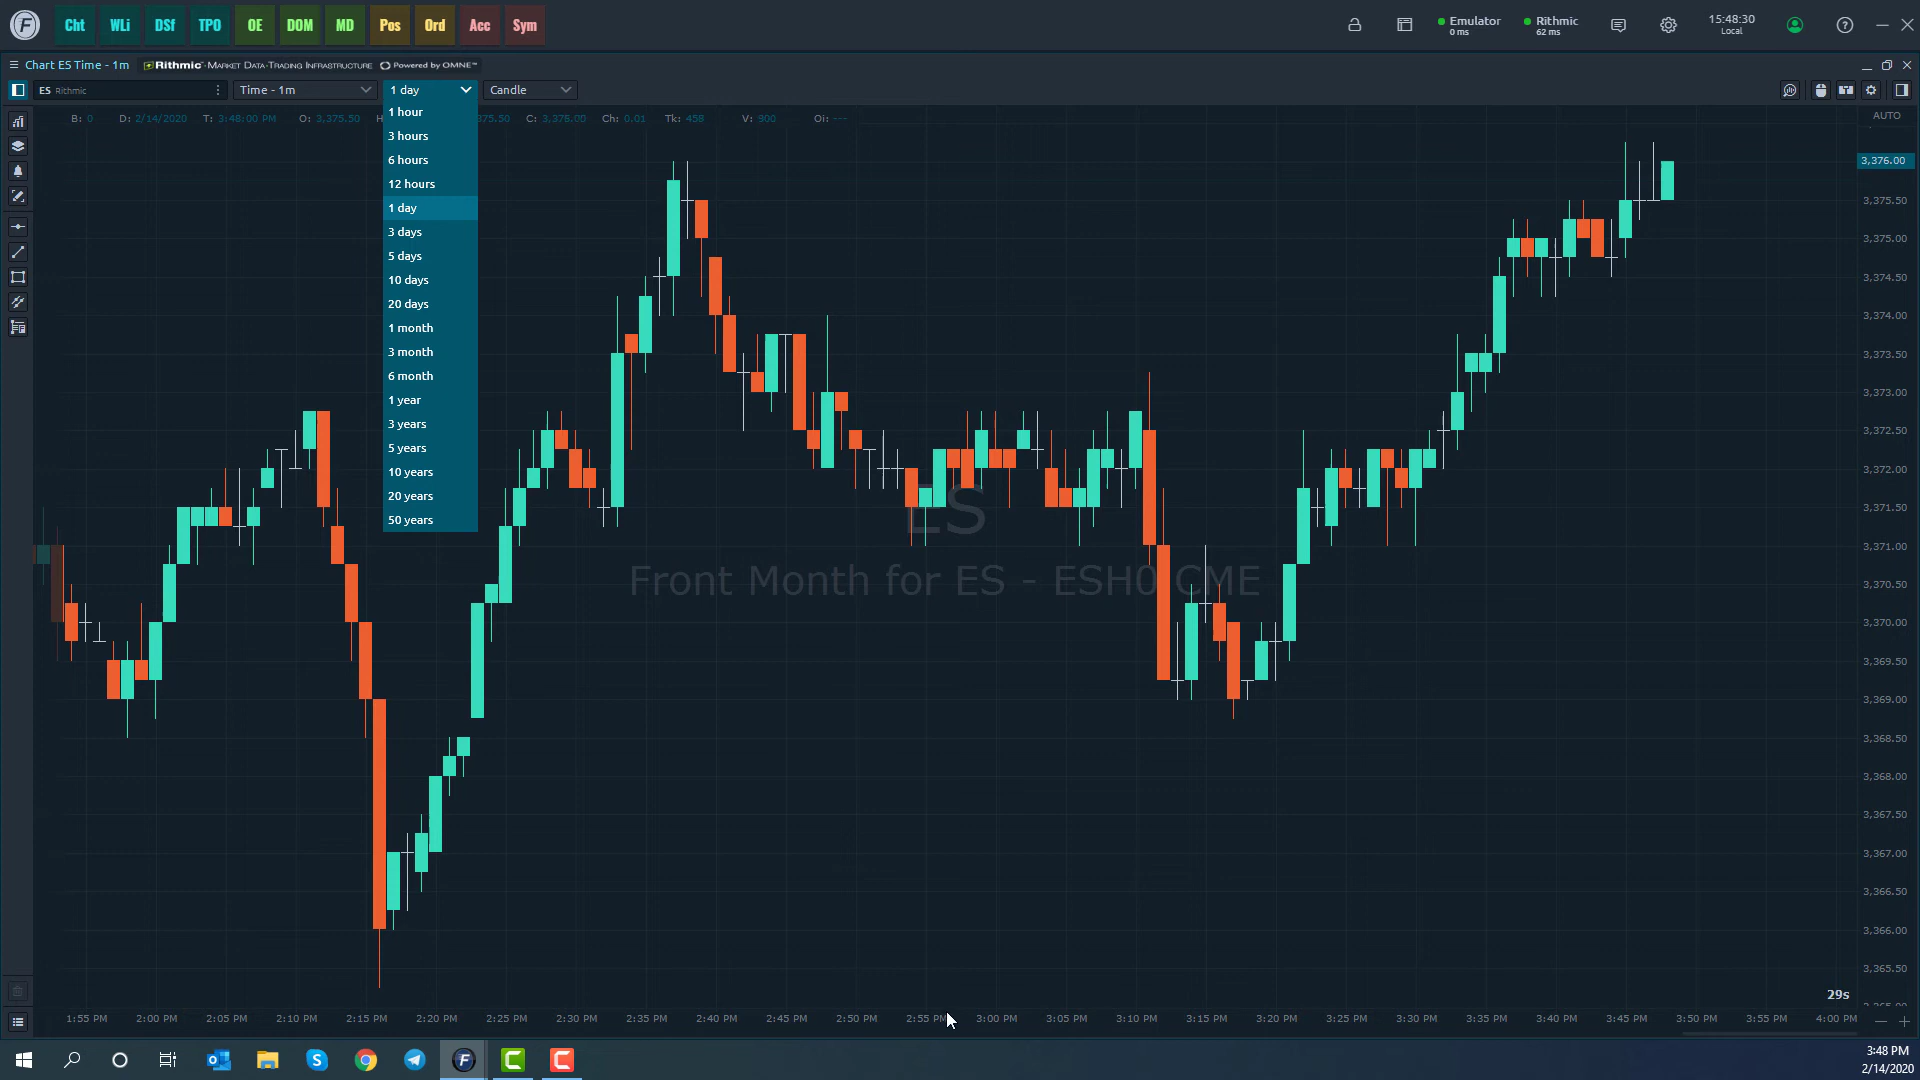 Cht WLi DSf TPO OE DOM MD Pos Ord Acc Sym
Emulator
0 ms
Rithmic
62 ms
15:48:30
Local
Chart ES Time - 1m
Rithmic - Market Data-Trading Infrastructure Powered by OMNE™
ES Rithmic
Time - 1m
1 day
Candle
B: 0 D: 2/14/2020 T: 3:48:00 PM O: 3,375.50 H 375.50 C: 3,375.00 Ch: 0.01 Tk: 459 V: 900 Oi: ---
AUTO
1 hour
3 hours
6 hours
12 hours
1 day
3 days
5 days
10 days
20 days
1 month
3 month
6 month
1 year
3 years
5 years
10 years
20 years
50 years
3,376.00
3,375.50
3,375.00
3,374.50
3,374.00
3,373.50
3,373.00
3,372.50
3,372.00
3,371.50
3,371.00
3,370.50
3,370.00
3,369.50
3,369.00
3,368.50
3,368.00
3,367.50
3,367.00
3,366.50
3,366.00
3,365.50
3,365.00
ES
Front Month for ES - ESH0 CME
29s
1:55 PM 2:00 PM 2:05 PM 2:10 PM 2:15 PM 2:20 PM 2:25 PM 2:30 PM 2:35 PM 2:40 PM 2:45 PM 2:50 PM 2:55 PM 3:00 PM 3:05 PM 3:10 PM 3:15 PM 3:20 PM 3:25 PM 3:30 PM 3:35 PM 3:40 PM 3:45 PM 3:50 PM 3:55 PM 4:00 PM
3:48 PM
2/14/2020